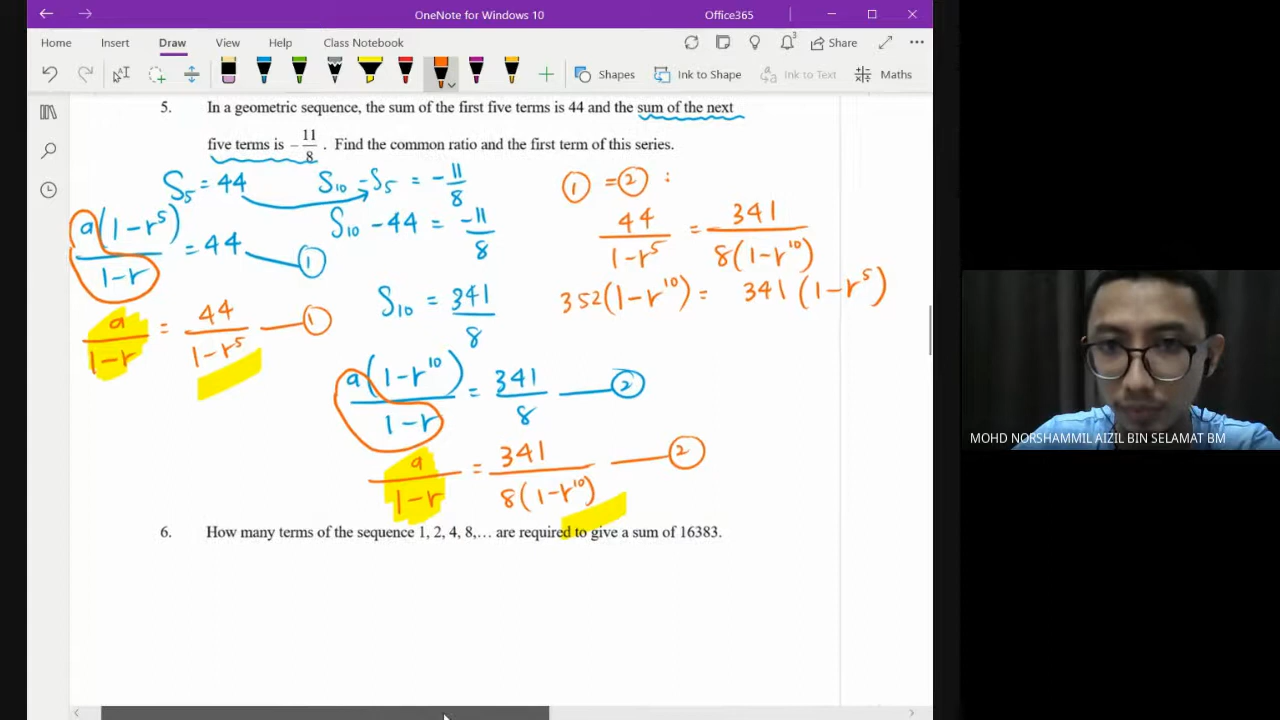 OneNote for Windows 10
Office365
Home Insert Draw View Help Class Notebook
3
Share
Shapes Ink to Shape Ink to Text Maths
5. In a geometric sequence, the sum of the first five terms is 44 and the sum of the next
five terms is -11/8. Find the common ratio and the first term of this series.
S5 = 44
a(1-r^5)/(1-r) = 44 — 1
a/(1-r) = 44/(1-r^5) — 1
S10 - S5 = -11/8
S10 - 44 = -11/8
S10 = 341/8
a(1-r^10)/(1-r) = 341/8 — 2
a/(1-r) = 341/(8(1-r^10)) — 2
1 = 2 :
44/(1-r^5) = 341/(8(1-r^10))
352(1-r^10) = 341(1-r^5)
6. How many terms of the sequence 1, 2, 4, 8,… are required to give a sum of 16383.
MOHD NORSHAMMIL AIZIL BIN SELAMAT BM